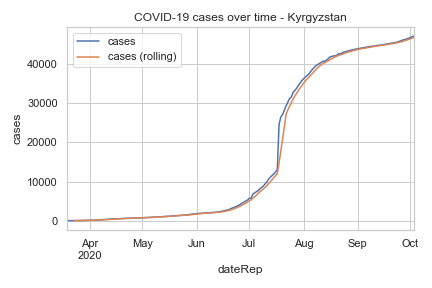 COVID-19 cases over time - Kyrgyzstan
cases
cases (rolling)
cases
40000
30000
20000
10000
0
Apr
2020
May
Jun
Jul
Aug
Sep
Oct
dateRep